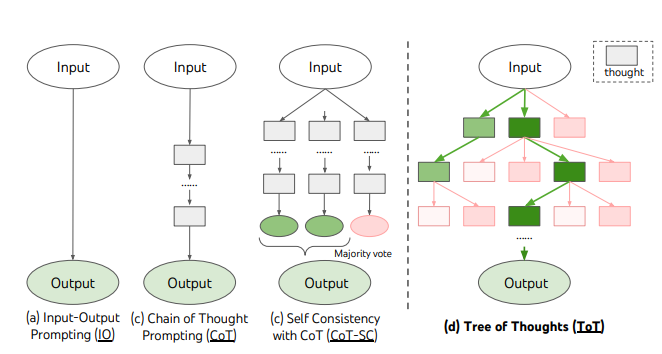 Input
Input
Input
Input
thought
......
......
......
......
......
Majority vote
Output
Output
Output
Output
(a) Input-Output
Prompting (IO)
(c) Chain of Thought
Prompting (CoT)
(c) Self Consistency
with CoT (CoT-SC)
(d) Tree of Thoughts (ToT)